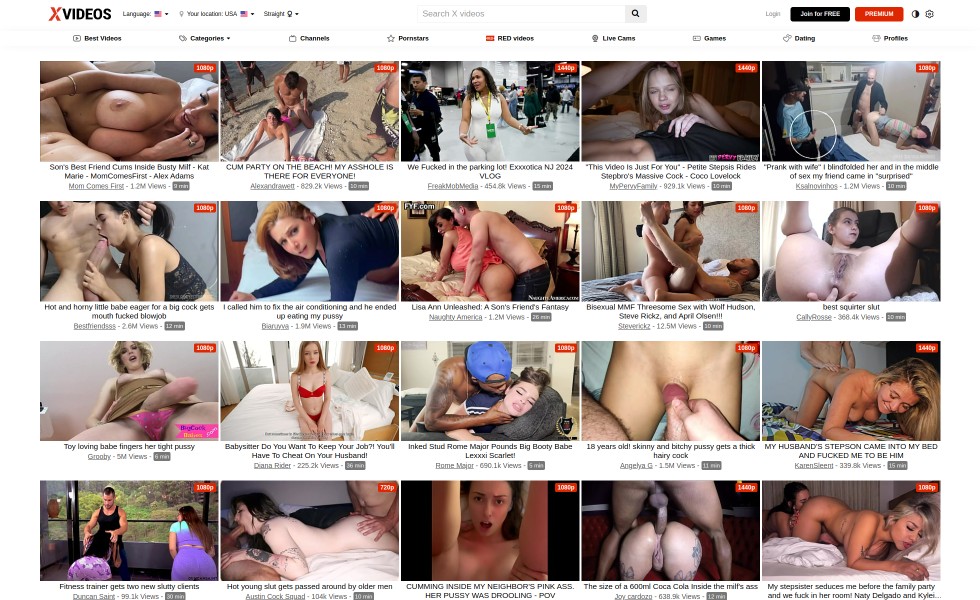 XVIDEOS
Language:
Your location: USA
Straight
Search X videos
Login
Join for FREE
PREMIUM
Best Videos
Categories
Channels
Pornstars
RED videos
Live Cams
Games
Dating
Profiles
1080p
1080p
1440p
1440p
1080p
Son's Best Friend Cums Inside Busty Milf - Kat
Marie - MomComesFirst - Alex Adams
Mom Comes First - 1.2M Views - 9 min
CUM PARTY ON THE BEACH! MY ASSHOLE IS
THERE FOR EVERYONE!
Alexandrawett - 829.2k Views - 10 min
We Fucked in the parking lot! Exxxotica NJ 2024
VLOG
FreakMobMedia - 454.8k Views - 15 min
"This Video Is Just For You" - Petite Stepsis Rides
Stepbro's Massive Cock - Coco Lovelock
MyPervyFamily - 929.1k Views - 10 min
"Prank with wife" I blindfolded her and in the middle
of sex my friend came in "surprised"
Ksalnovinhos - 1.2M Views - 10 min
1080p
1080p
FYF.com
1080p
NAUGHTY AMERICA.COM
1080p
1080p
Hot and horny little babe eager for a big cock gets
mouth fucked blowjob
Bestfriendsss - 2.6M Views - 12 min
I called him to fix the air conditioning and he ended
up eating my pussy
Biaruvva - 1.9M Views - 13 min
Lisa Ann Unleashed: A Son's Friend's Fantasy
Naughty America - 1.2M Views - 26 min
Bisexual MMF Threesome Sex with Wolf Hudson,
Steve Rickz, and April Olsen!!!
Steverickz - 12.5M Views - 10 min
best squirter slut
CallyRosse - 368.4k Views - 10 min
1080p
1080p
1080p
1080p
1440p
Toy loving babe fingers her tight pussy
Grooby - 5M Views - 6 min
Babysitter Do You Want To Keep Your Job?! You'll
Have To Cheat On Your Husband!
Diana Rider - 225.2k Views - 36 min
Inked Stud Rome Major Pounds Big Booty Babe
Lexxxi Scarlet!
Rome Major - 690.1k Views - 5 min
18 years old! skinny and bitchy pussy gets a thick
hairy cock
Angelya G - 1.5M Views - 11 min
MY HUSBAND'S STEPSON CAME INTO MY BED
AND FUCKED ME TO BE HIM
KarenSleent - 339.8k Views - 15 min
1080p
720p
1080p
1440p
1080p
Fitness trainer gets two new slutty clients
Duncan Saint - 99.1k Views - 30 min
Hot young slut gets passed around by older men
Austin Cock Squad - 104k Views - 10 min
CUMMING INSIDE MY NEIGHBOR'S PINK ASS.
HER PUSSY WAS DROOLING - POV
The size of a 600ml Coca Cola Inside the milf's ass
Joy cardozo - 638.9k Views - 12 min
My stepsister seduces me before the family party
and we fuck in her room! Naty Delgado and Kylei...